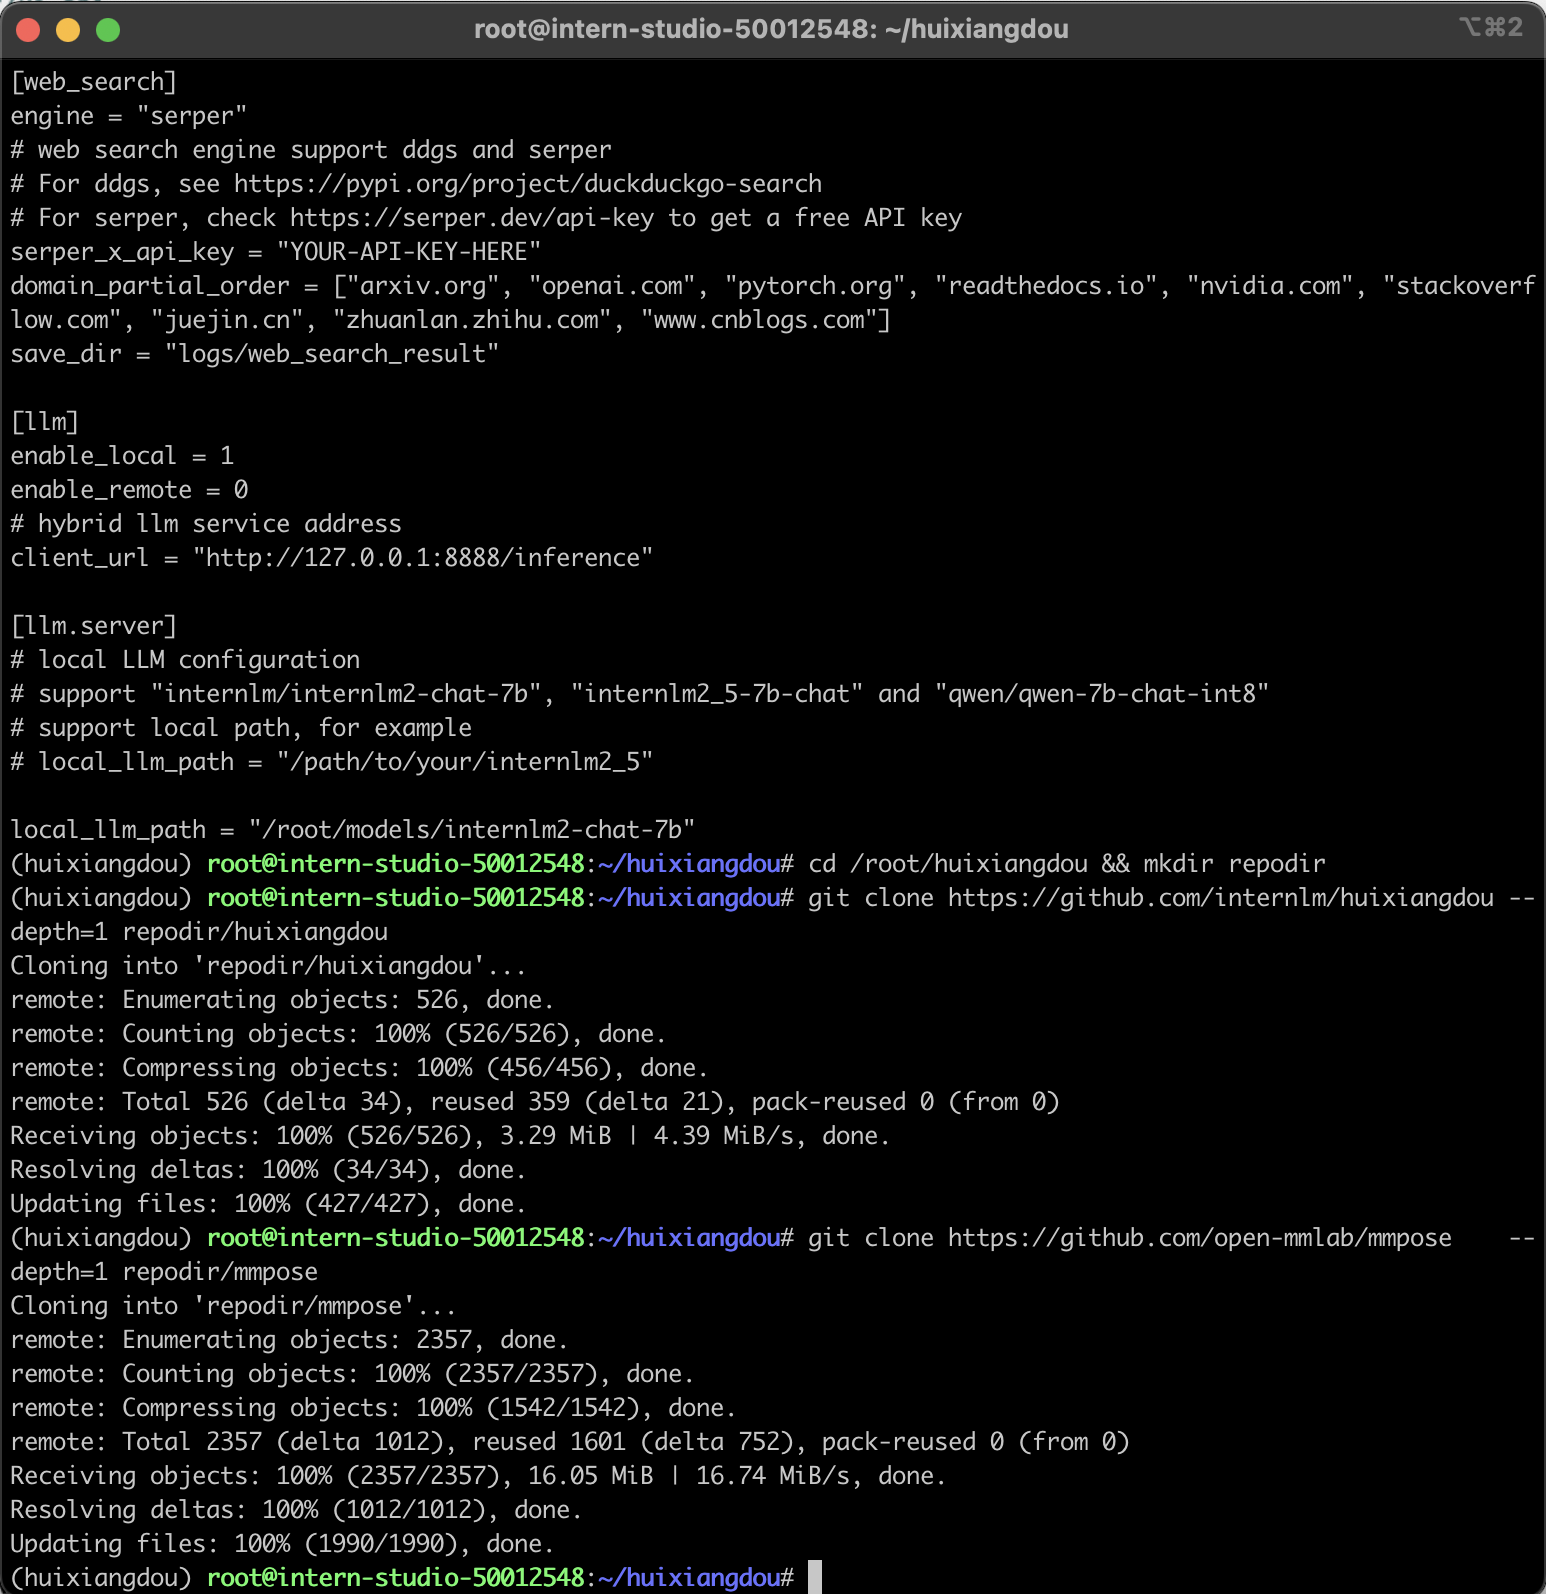 root@intern-studio-50012548: ~/huixiangdou
⌥⌘2
[web_search]
engine = "serper"
# web search engine support ddgs and serper
# For ddgs, see https://pypi.org/project/duckduckgo-search
# For serper, check https://serper.dev/api-key to get a free API key
serper_x_api_key = "YOUR-API-KEY-HERE"
domain_partial_order = ["arxiv.org", "openai.com", "pytorch.org", "readthedocs.io", "nvidia.com", "stackoverf
low.com", "juejin.cn", "zhuanlan.zhihu.com", "www.cnblogs.com"]
save_dir = "logs/web_search_result"

[llm]
enable_local = 1
enable_remote = 0
# hybrid llm service address
client_url = "http://127.0.0.1:8888/inference"

[llm.server]
# local LLM configuration
# support "internlm/internlm2-chat-7b", "internlm2_5-7b-chat" and "qwen/qwen-7b-chat-int8"
# support local path, for example
# local_llm_path = "/path/to/your/internlm2_5"

local_llm_path = "/root/models/internlm2-chat-7b"
(huixiangdou) root@intern-studio-50012548:~/huixiangdou# cd /root/huixiangdou && mkdir repodir
(huixiangdou) root@intern-studio-50012548:~/huixiangdou# git clone https://github.com/internlm/huixiangdou --
depth=1 repodir/huixiangdou
Cloning into 'repodir/huixiangdou'...
remote: Enumerating objects: 526, done.
remote: Counting objects: 100% (526/526), done.
remote: Compressing objects: 100% (456/456), done.
remote: Total 526 (delta 34), reused 359 (delta 21), pack-reused 0 (from 0)
Receiving objects: 100% (526/526), 3.29 MiB | 4.39 MiB/s, done.
Resolving deltas: 100% (34/34), done.
Updating files: 100% (427/427), done.
(huixiangdou) root@intern-studio-50012548:~/huixiangdou# git clone https://github.com/open-mmlab/mmpose    --
depth=1 repodir/mmpose
Cloning into 'repodir/mmpose'...
remote: Enumerating objects: 2357, done.
remote: Counting objects: 100% (2357/2357), done.
remote: Compressing objects: 100% (1542/1542), done.
remote: Total 2357 (delta 1012), reused 1601 (delta 752), pack-reused 0 (from 0)
Receiving objects: 100% (2357/2357), 16.05 MiB | 16.74 MiB/s, done.
Resolving deltas: 100% (1012/1012), done.
Updating files: 100% (1990/1990), done.
(huixiangdou) root@intern-studio-50012548:~/huixiangdou#